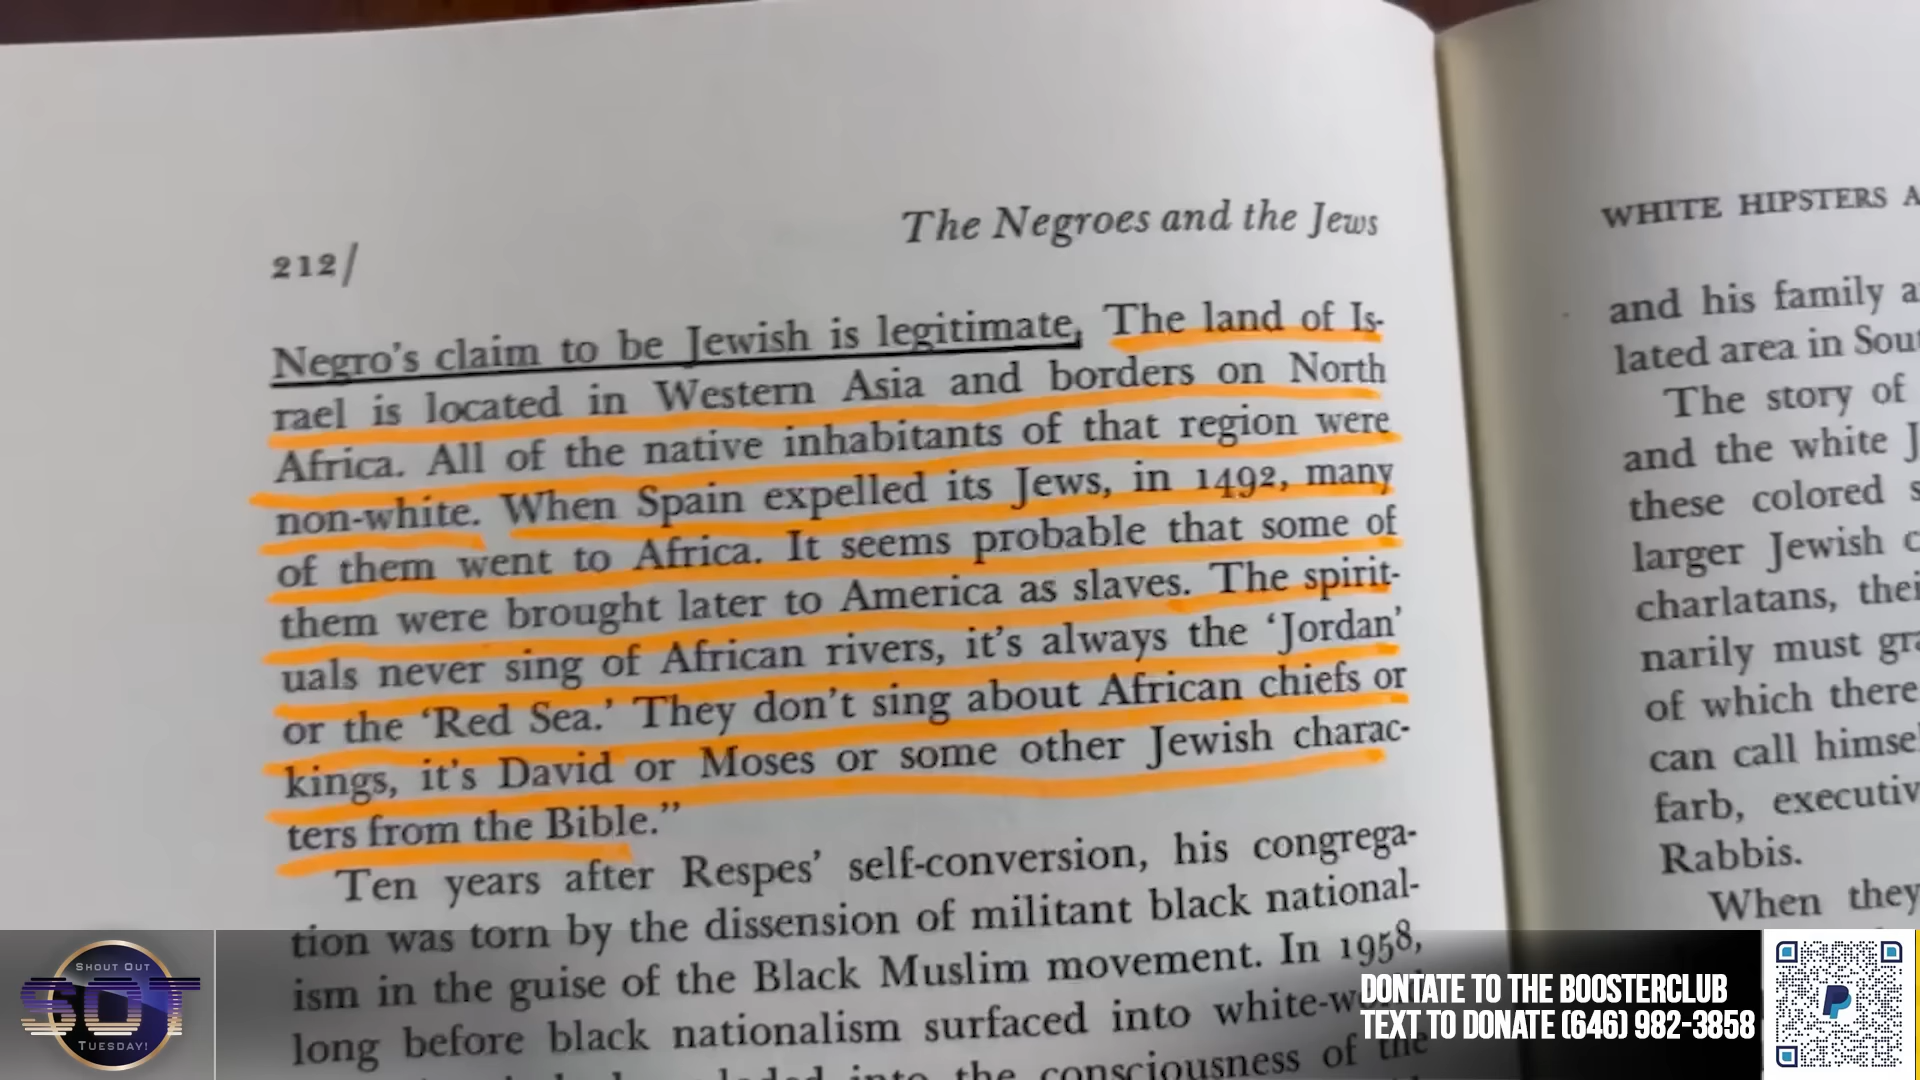 The Negroes and the Jews
212/
Negro's claim to be Jewish is legitimate. The land of Is-
rael is located in Western Asia and borders on North
Africa. All of the native inhabitants of that region were
non-white. When Spain expelled its Jews, in 1492, many
of them went to Africa. It seems probable that some of
them were brought later to America as slaves. The spirit-
uals never sing of African rivers, it's always the 'Jordan'
or the 'Red Sea.' They don't sing about African chiefs or
kings, it's David or Moses or some other Jewish charac-
ters from the Bible."
Ten years after Respes' self-conversion, his congrega-
tion was torn by the dissension of militant black national-
ism in the guise of the Black Muslim movement. In 1958,
long before black nationalism surfaced into
into the consciousness of the
WHITE HIPSTERS
and his family
lated area in
The story of
and the white
these colored
larger Jewish
charlatans,
narily must
of which there
can call
Rabbis.
When they
SHOUT OUT
SOT
TUESDAY!
DONTATE TO THE BOOSTERCLUB
TEXT TO DONATE (646) 982-3858